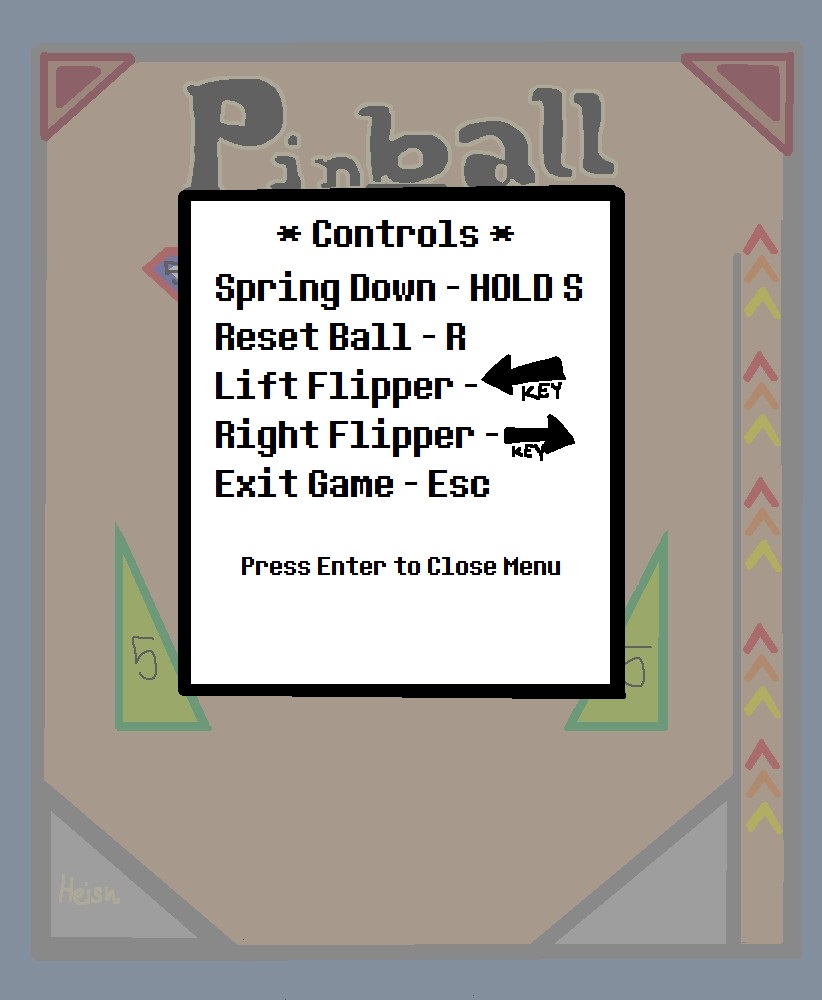 Pinball
* Controls *
Spring Down - HOLD S
Reset Ball - R
Lift Flipper -
KEY
Right Flipper -
KEY
Exit Game - Esc
Press Enter to Close Menu
5
5
Heisn